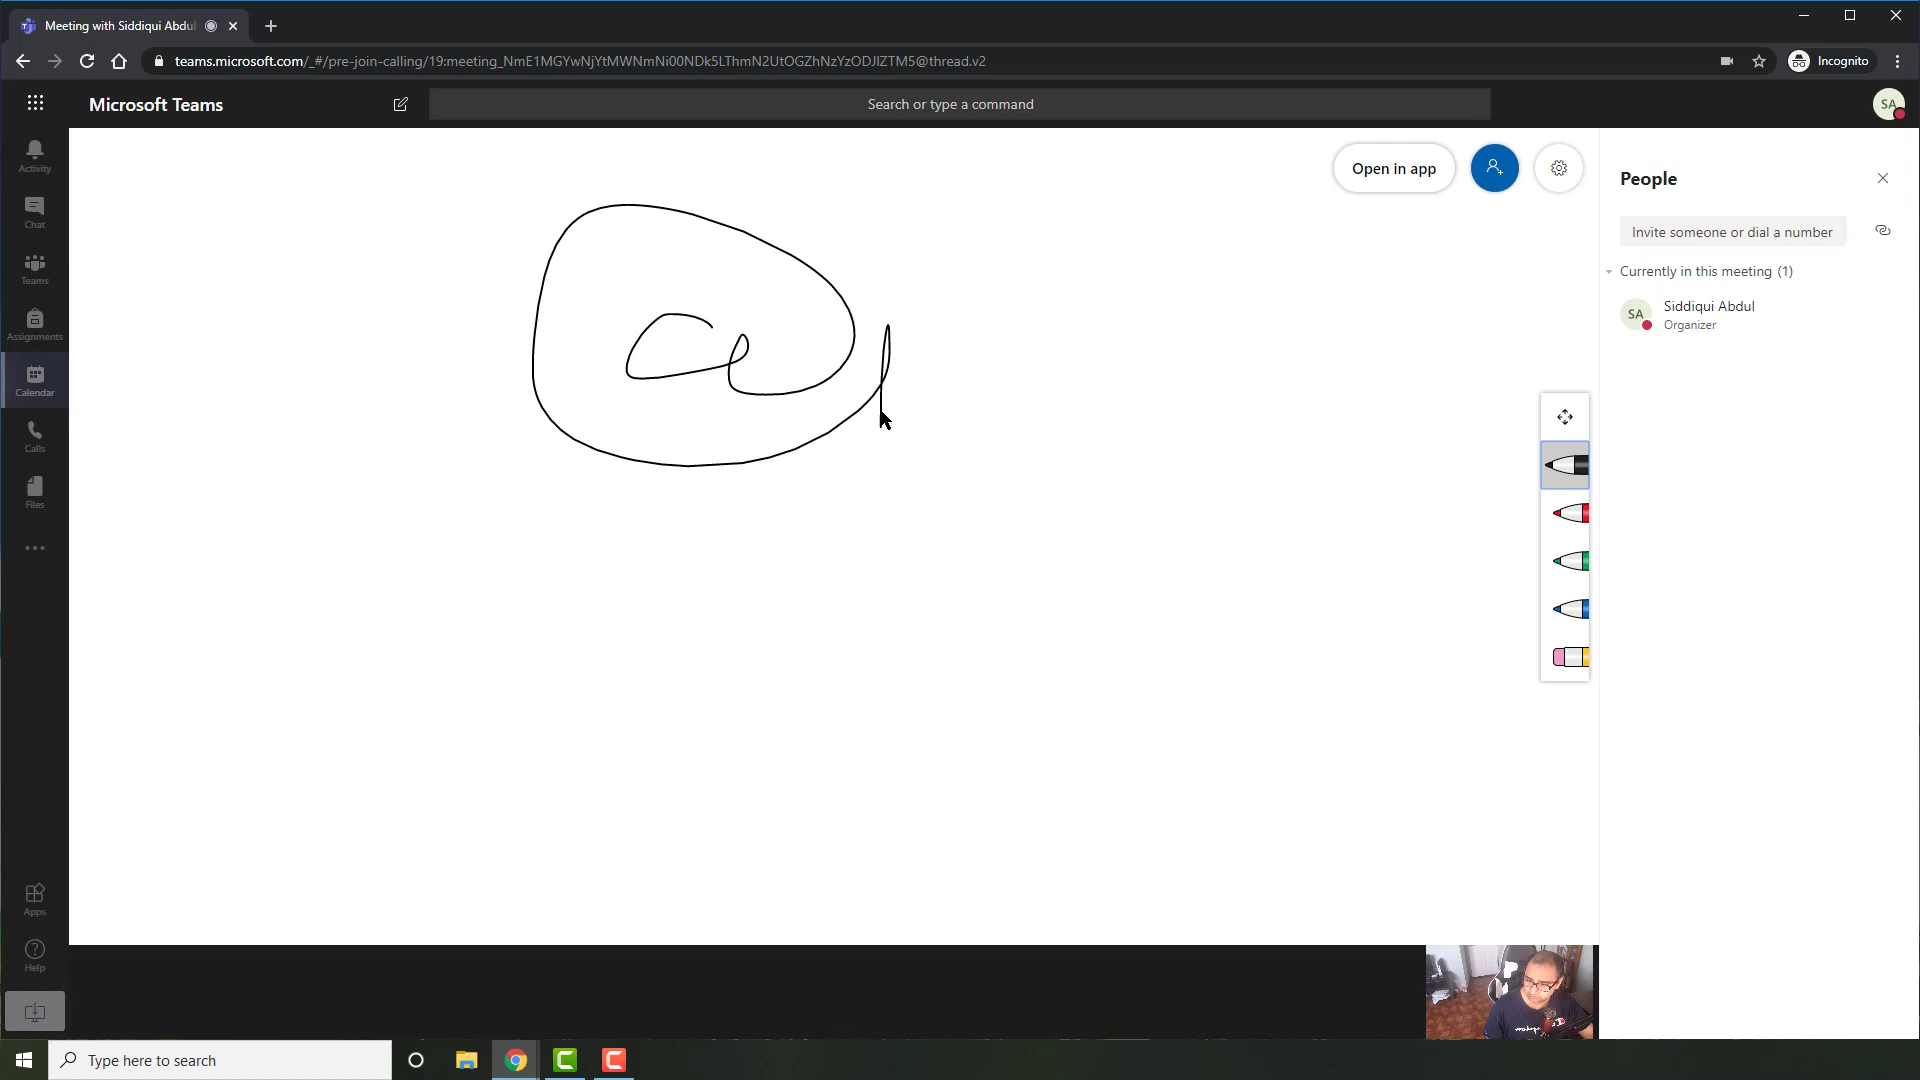 Meeting with Siddiqui Abdul
teams.microsoft.com/_#/pre-join-calling/19:meeting_NmE1MGYwNjYtMWNmNi00NDk5LThmN2UtOGZhNzYzODJlZTM5@thread.v2
Incognito
Microsoft Teams
Search or type a command
SA
Activity
Chat
Teams
Assignments
Calendar
Calls
Files
Apps
Help
Open in app
People
Invite someone or dial a number
Currently in this meeting (1)
SA
Siddiqui Abdul
Organizer
Type here to search